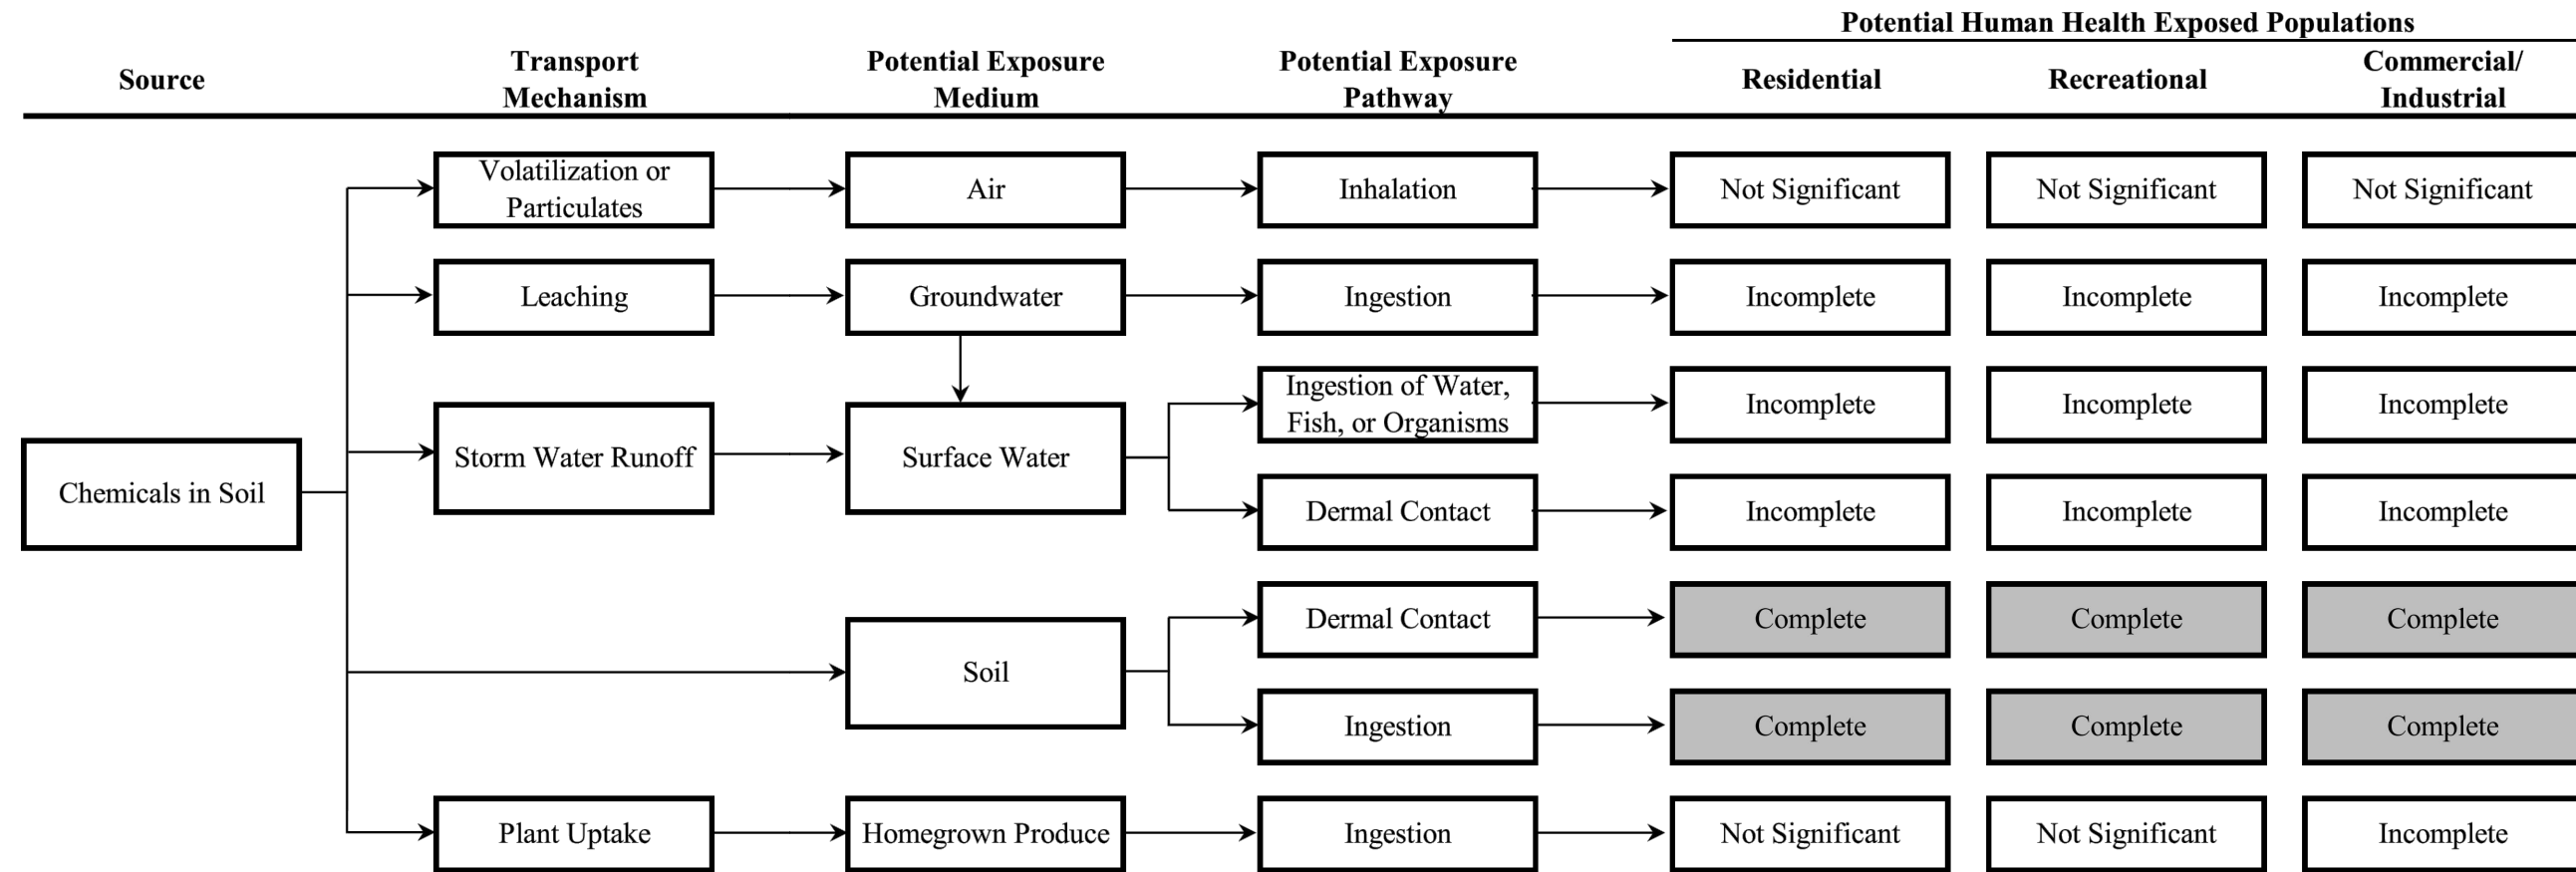 Potential Human Health Exposed Populations
Source
Transport
Mechanism
Potential Exposure
Medium
Potential Exposure
Pathway
Residential
Recreational
Commercial/
Industrial
Volatilization or
Particulates
Air
Inhalation
Not Significant
Not Significant
Not Significant
Leaching
Groundwater
Ingestion
Incomplete
Incomplete
Incomplete
Chemicals in Soil
Storm Water Runoff
Surface Water
Ingestion of Water,
Fish, or Organisms
Incomplete
Incomplete
Incomplete
Dermal Contact
Incomplete
Incomplete
Incomplete
Soil
Dermal Contact
Complete
Complete
Complete
Ingestion
Complete
Complete
Complete
Plant Uptake
Homegrown Produce
Ingestion
Not Significant
Not Significant
Incomplete